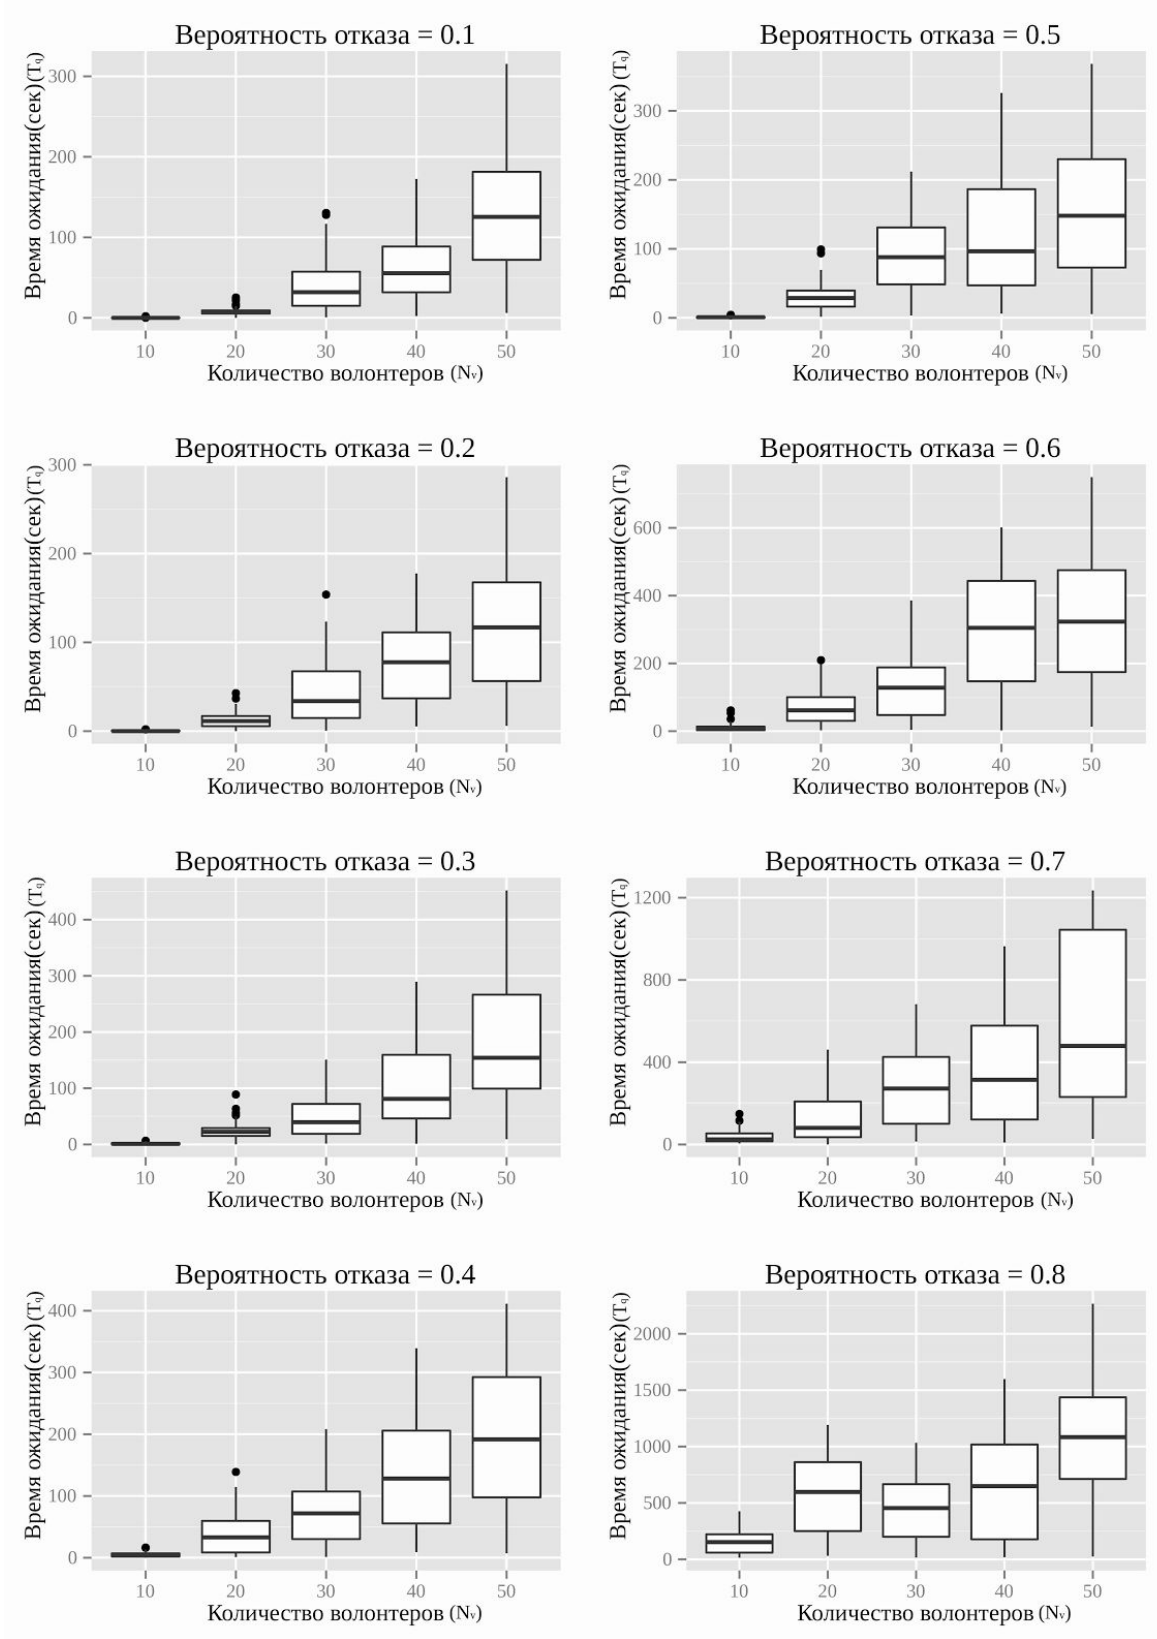 Вероятность отказа = 0.1
Время ожидания(сек)(Tq)
300
200
100
0
10 20 30 40 50
Количество волонтеров (Nv)
Вероятность отказа = 0.5
Время ожидания(сек)(Tq)
300
200
100
0
10 20 30 40 50
Количество волонтеров (Nv)
Вероятность отказа = 0.2
Время ожидания(сек)(Tq)
300
200
100
0
10 20 30 40 50
Количество волонтеров (Nv)
Вероятность отказа = 0.6
Время ожидания(сек)(Tq)
600
400
200
0
10 20 30 40 50
Количество волонтеров (Nv)
Вероятность отказа = 0.3
Время ожидания(сек)(Tq)
400
300
200
100
0
10 20 30 40 50
Количество волонтеров (Nv)
Вероятность отказа = 0.7
Время ожидания(сек)(Tq)
1200
800
400
0
10 20 30 40 50
Количество волонтеров (Nv)
Вероятность отказа = 0.4
Время ожидания(сек)(Tq)
400
300
200
100
0
10 20 30 40 50
Количество волонтеров (Nv)
Вероятность отказа = 0.8
Время ожидания(сек)(Tq)
2000
1500
1000
500
0
10 20 30 40 50
Количество волонтеров (Nv)